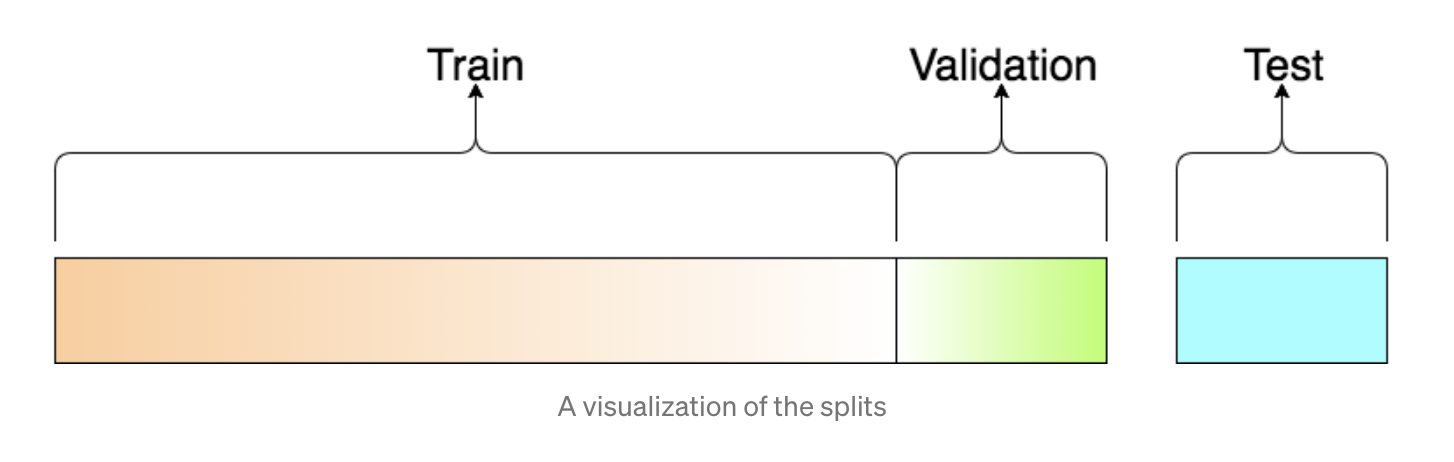 Train Validation Test
A visualization of the splits